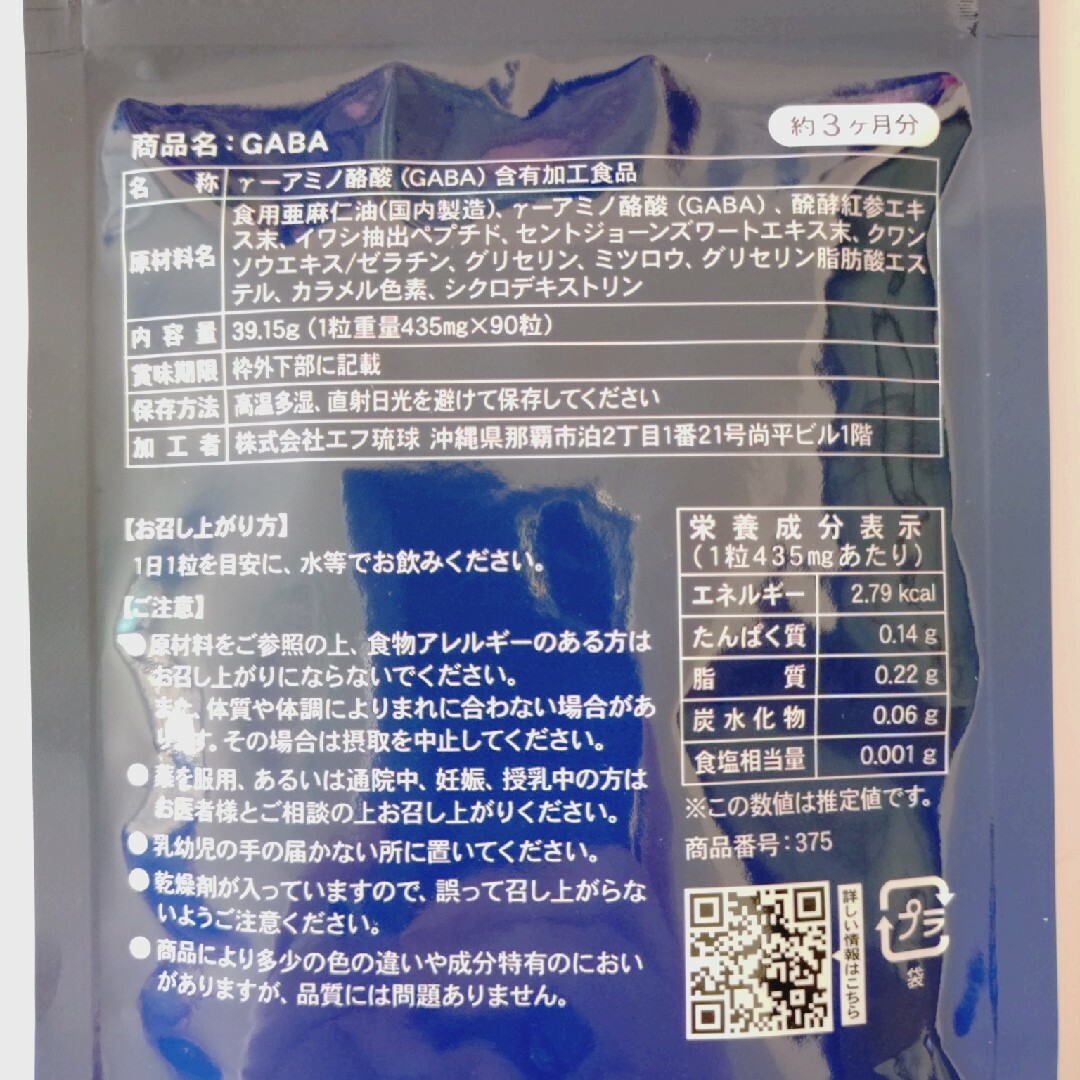 商品名：GABA
約3ヶ月分
名称 γーアミノ酪酸（GABA）含有加工食品
原材料名 食用亜麻仁油(国内製造)、γーアミノ酪酸（GABA）、醗酵紅参エキ
ス末、イワシ抽出ペプチド、セントジョーンズワートエキス末、クワン
ソウエキス/ゼラチン、グリセリン、ミツロウ、グリセリン脂肪酸エス
テル、カラメル色素、シクロデキストリン
内容量 39.15g（1粒重量435mg×90粒）
賞味期限 枠外下部に記載
保存方法 高温多湿、直射日光を避けて保存してください
加工者 株式会社エフ琉球 沖縄県那覇市泊2丁目1番21号尚平ビル1階
【お召し上がり方】
1日1粒を目安に、水等でお飲みください。
【ご注意】
●原材料をご参照の上、食物アレルギーのある方は
お召し上がりにならないでください。
また、体質や体調によりまれに合わない場合があ
ります。その場合は摂取を中止してください。
●薬を服用、あるいは通院中、妊娠、授乳中の方は
お医者様とご相談の上お召し上がりください。
●乳幼児の手の届かない所に置いてください。
●乾燥剤が入っていますので、誤って召し上がらな
いようご注意ください。
●商品により多少の色の違いや成分特有のにおい
がありますが、品質には問題ありません。
栄養成分表示
（1粒435mgあたり）
エネルギー 2.79 kcal
たんぱく質 0.14 g
脂質 0.22 g
炭水化物 0.06 g
食塩相当量 0.001 g
※この数値は推定値です。
商品番号：375
詳しい情報はこちら
プラ
袋